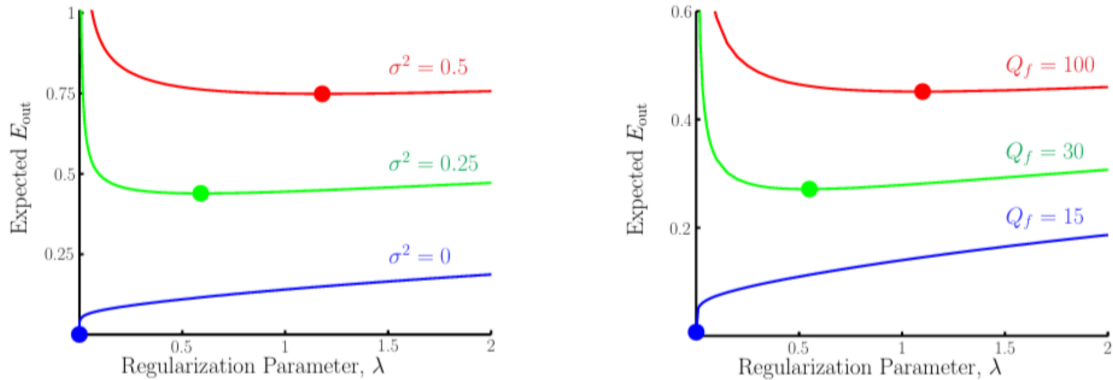 1
0.75
0.5
0.25
Expected E_out
σ² = 0.5
σ² = 0.25
σ² = 0
0.5 1 1.5 2
Regularization Parameter, λ
0.6
0.4
0.2
Expected E_out
Q_f = 100
Q_f = 30
Q_f = 15
0.5 1 1.5 2
Regularization Parameter, λ